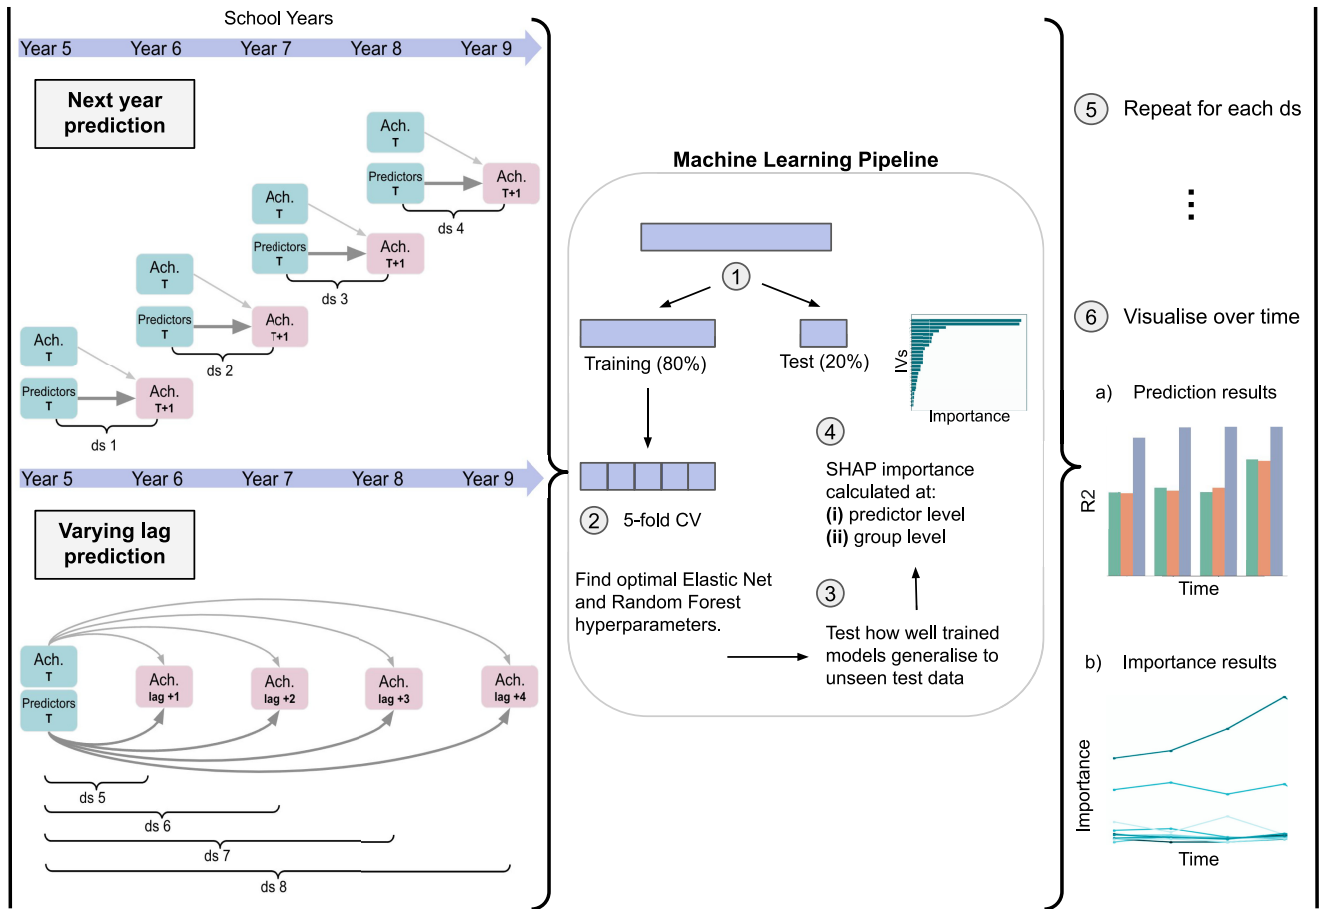 School Years
Year 5 Year 6 Year 7 Year 8 Year 9
Next year
prediction
Ach.
T
Predictors
T
Ach.
T+1
ds 4
Ach.
T
Predictors
T
Ach.
T+1
ds 3
Ach.
T
Predictors
T
Ach.
T+1
ds 2
Ach.
T
Predictors
T
Ach.
T+1
ds 1
Year 5 Year 6 Year 7 Year 8 Year 9
Varying lag
prediction
Ach.
T
Predictors
T
Ach.
lag +1
Ach.
lag +2
Ach.
lag +3
Ach.
lag +4
ds 5
ds 6
ds 7
ds 8
Machine Learning Pipeline
1
Training (80%)
Test (20%)
IVs
Importance
2 5-fold CV
Find optimal Elastic Net
and Random Forest
hyperparameters.
3
Test how well trained
models generalise to
unseen test data
4
SHAP importance
calculated at:
(i) predictor level
(ii) group level
5 Repeat for each ds
6 Visualise over time
a) Prediction results
R2
Time
b) Importance results
Importance
Time